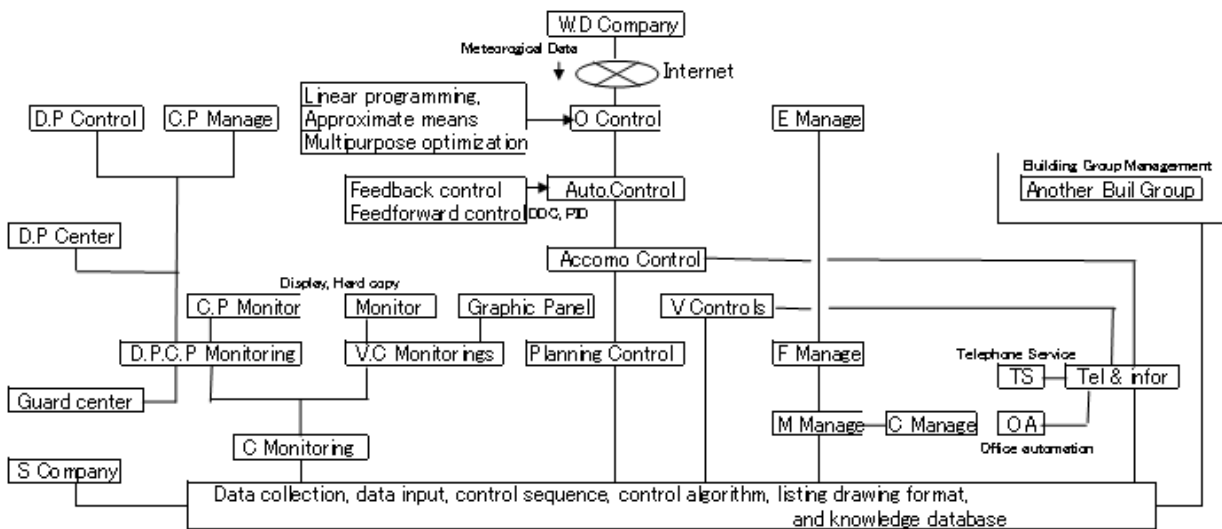 W.D Company
Meteorogical Data
Internet
Linear programming,
Approximate means
Multipurpose optimization
D.P Control
C.P Manage
O Control
E Manage
Building Group Management
Another Buil Group
Feedback control
Feedforward control
DDC, PID
Auto.Control
D.P Center
Accomo Control
Display, Hard copy
C.P Monitor
Monitor
Graphic Panel
V Controls
D.P.C.P Monitoring
V.C Monitorings
Planning Control
F Manage
Telephone Service
TS
Tel & infor
Guard center
M Manage
C Manage
OA
Office automation
C Monitoring
S Company
Data collection, data input, control sequence, control algorithm, listing drawing format,
and knowledge database